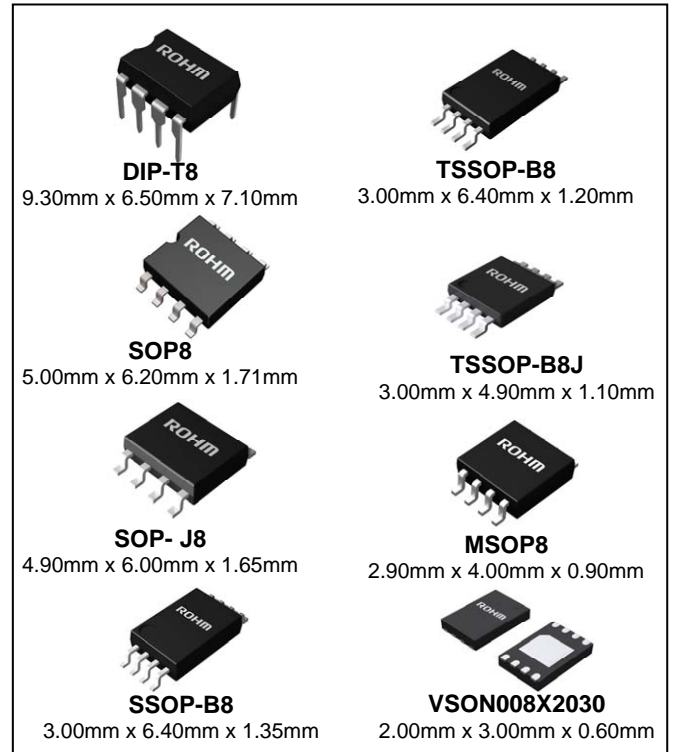 ROHM
DIP-T8
9.30mm x 6.50mm x 7.10mm
ROHM
TSSOP-B8
3.00mm x 6.40mm x 1.20mm
ROHM
SOP8
5.00mm x 6.20mm x 1.71mm
ROHM
TSSOP-B8J
3.00mm x 4.90mm x 1.10mm
ROHM
SOP- J8
4.90mm x 6.00mm x 1.65mm
ROHM
MSOP8
2.90mm x 4.00mm x 0.90mm
ROHM
SSOP-B8
3.00mm x 6.40mm x 1.35mm
ROHM
VSON008X2030
2.00mm x 3.00mm x 0.60mm